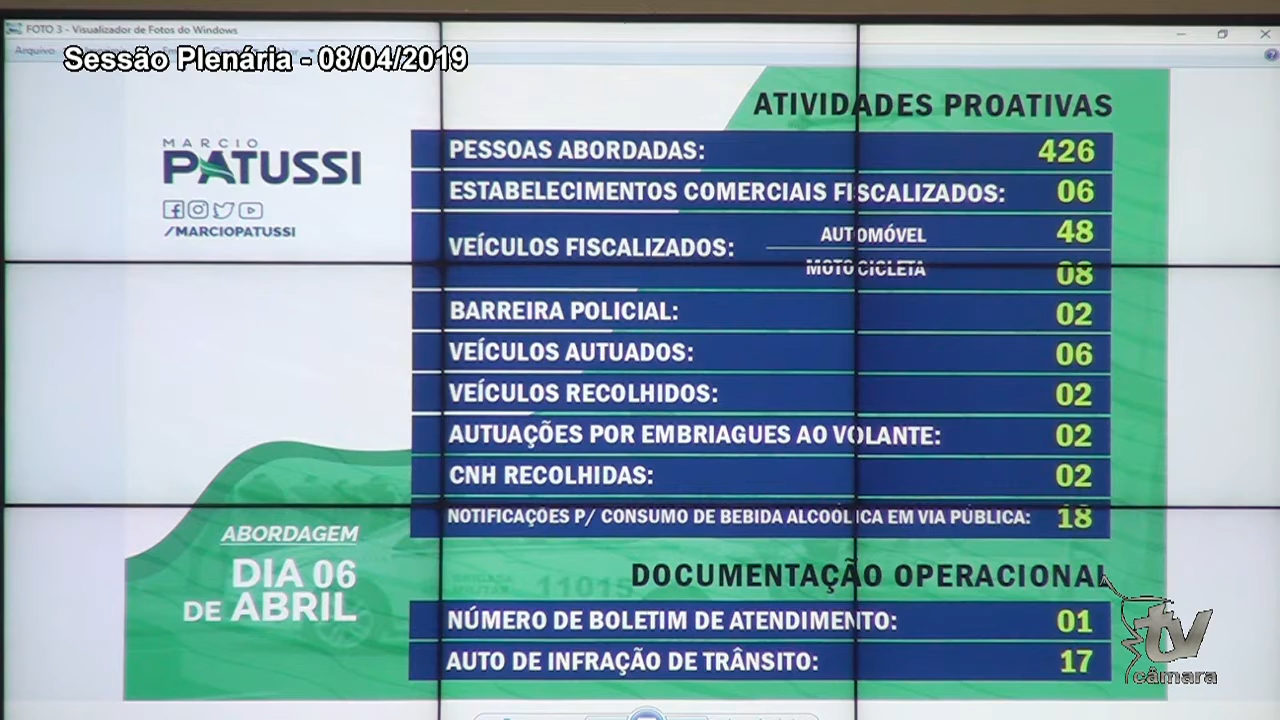 FOTO 3 - Visualizador de Fotos do Windows
Arquivo
Sessão Plenária - 08/04/2019
MARCIO
PATUSSI
/MARCIOPATUSSI
ATIVIDADES PROATIVAS
PESSOAS ABORDADAS: 426
ESTABELECIMENTOS COMERCIAIS FISCALIZADOS: 06
VEÍCULOS FISCALIZADOS: AUTOMÓVEL 48
MOTOCICLETA 08
BARREIRA POLICIAL: 02
VEÍCULOS AUTUADOS: 06
VEÍCULOS RECOLHIDOS: 02
AUTUAÇÕES POR EMBRIAGUES AO VOLANTE: 02
CNH RECOLHIDAS: 02
NOTIFICAÇÕES P/ CONSUMO DE BEBIDA ALCOÓLICA EM VIA PÚBLICA: 18
ABORDAGEM
DIA 06
DE ABRIL
BRIGADA
MILITAR
11015
DOCUMENTAÇÃO OPERACIONAL
NÚMERO DE BOLETIM DE ATENDIMENTO: 01
AUTO DE INFRAÇÃO DE TRÂNSITO: 17
tv
câmara